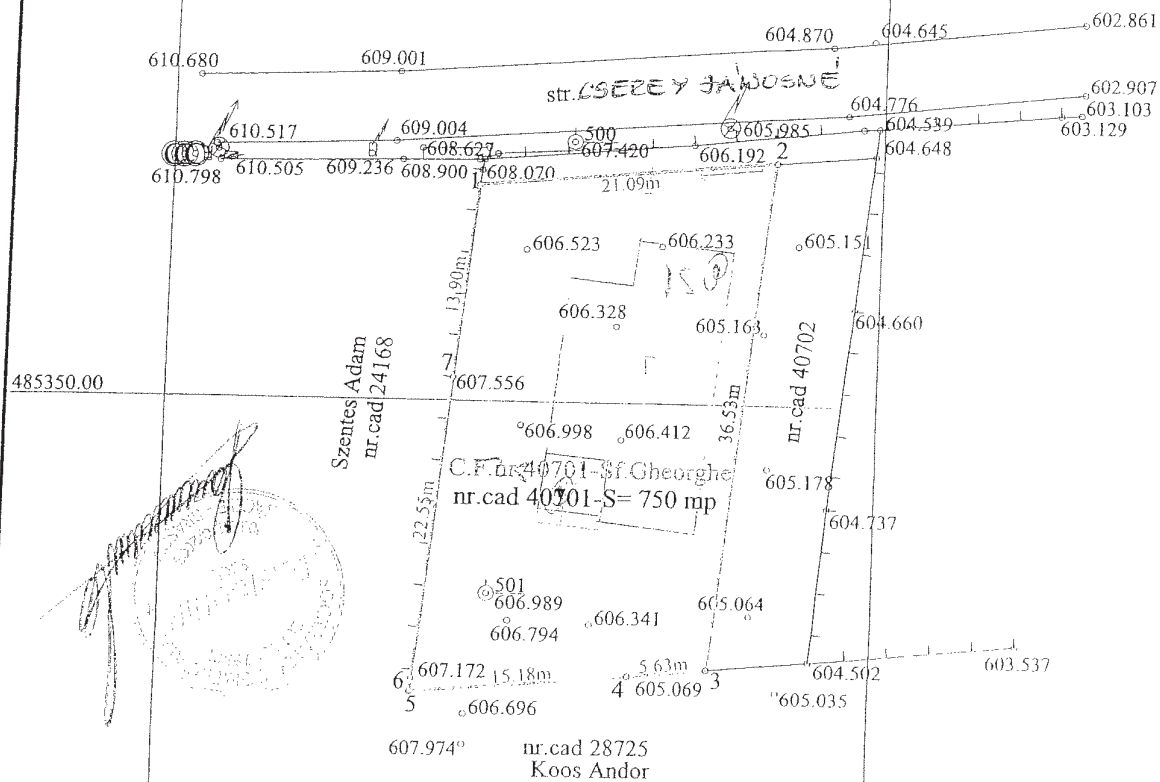 602.861
604.870 604.645
610.680 609.001
str. CSEREY JANOSNE
602.907
604.776 603.103
610.517 609.004 500 605.985 604.539 603.129
608.627 607.420 606.192 2 604.648
610.798 610.505 609.236 608.900 1 608.070
21.09m
606.523 606.233 605.151
13.90m
606.328 605.163 604.660
Szentes Adam
nr.cad 24168
7
607.556
485350.00
36.53m
nr.cad 40702
606.998 606.412
C.F.nr.40701-Sf.Gheorghe
nr.cad 40701-S= 750 mp
605.178
22.55m
604.737
501
606.989 605.064
606.794 606.341
6 607.172 15.18m 5.63m 603.537
5 4 605.069 3 604.502
606.696 605.035
607.974 nr.cad 28725
Koos Andor